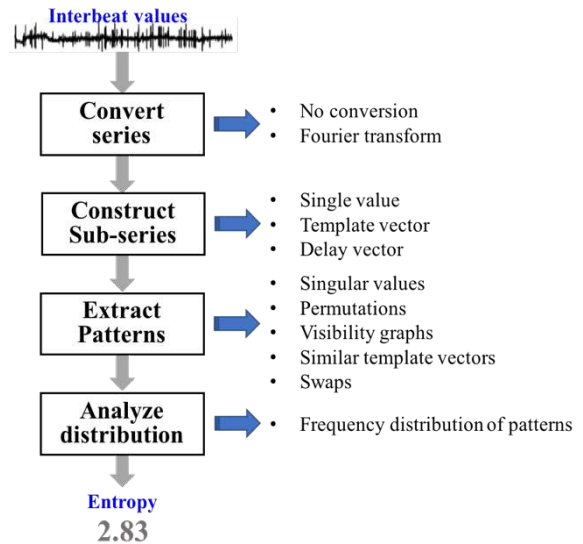 Interbeat values
Convert
series
• No conversion
• Fourier transform
Construct
Sub-series
• Single value
• Template vector
• Delay vector
Extract
Patterns
• Singular values
• Permutations
• Visibility graphs
• Similar template vectors
• Swaps
Analyze
distribution
• Frequency distribution of patterns
Entropy
2.83